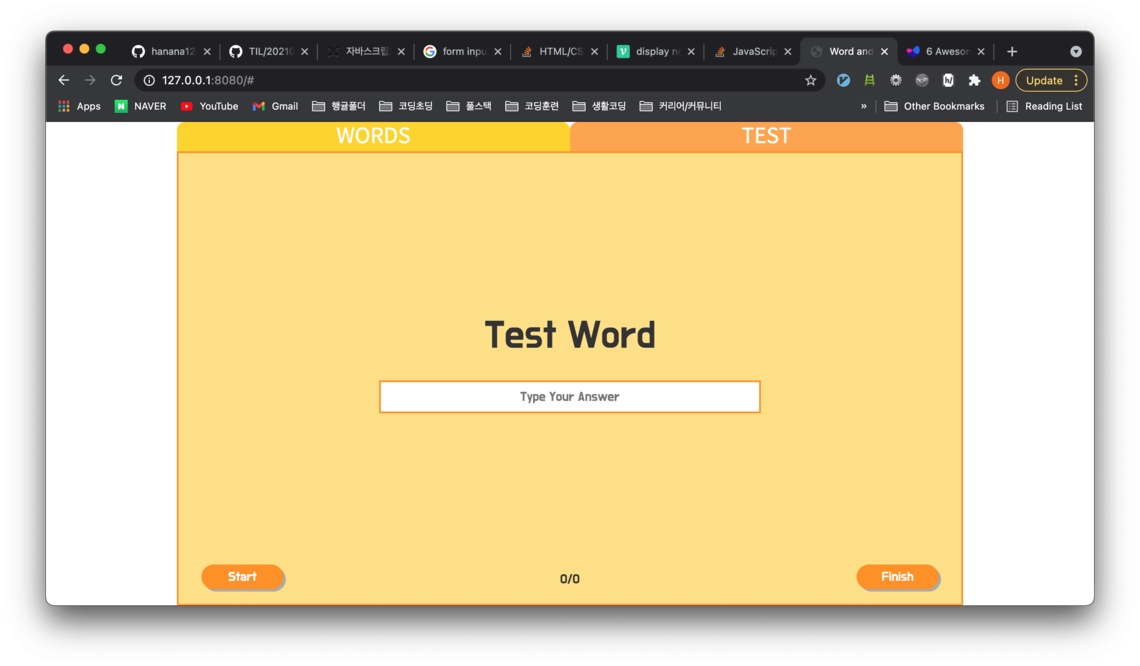 hanana12 TIL/2021 자바스크립 form inpu HTML/CS display n JavaScrip Word and 6 Aweson
127.0.0.1:8080/# Update
Apps NAVER YouTube Gmail 행귤폴더 코딩초딩 풀스택 코딩훈련 생활코딩 커리어/커뮤니티 » Other Bookmarks Reading List
WORDS TEST
Test Word
Type Your Answer
Start 0/0 Finish